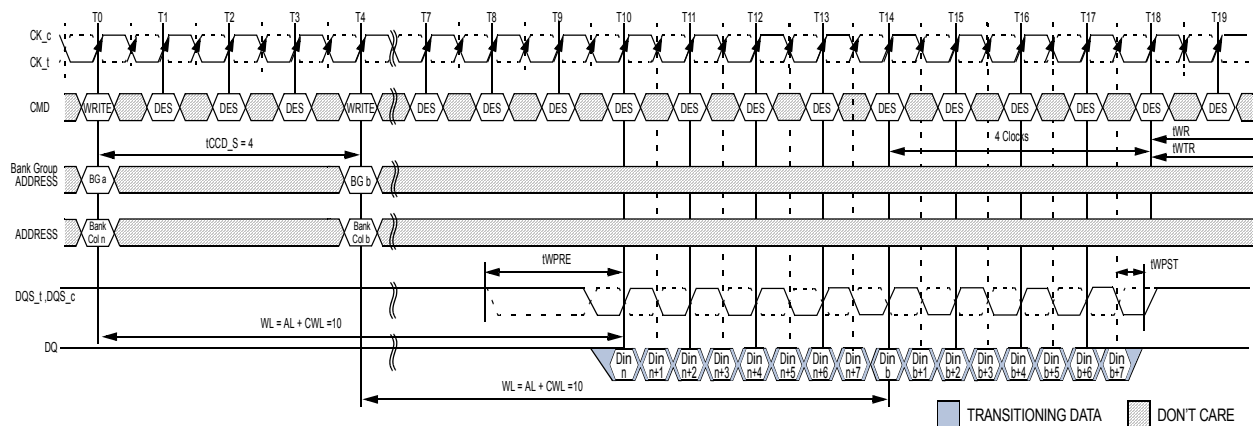 T0 T1 T2 T3 T4 T7 T8 T9 T10 T11 T12 T13 T14 T15 T16 T17 T18 T19
CK_c
CK_t
CMD WRITE DES DES DES WRITE DES DES DES DES DES DES DES DES DES DES DES DES DES
tCCD_S = 4
4 Clocks
tWR
tWTR
Bank Group
ADDRESS
BG a
BG b
ADDRESS
Bank
Col n
Bank
Col b
tWPRE
tWPST
DQS_t ,DQS_c
WL = AL + CWL =10
DQ
Din
n
Din
n+1
Din
n+2
Din
n+3
Din
n+4
Din
n+5
Din
n+6
Din
n+7
Din
b
Din
b+1
Din
b+2
Din
b+3
Din
b+4
Din
b+5
Din
b+6
Din
b+7
WL = AL + CWL =10
TRANSITIONING DATA
DON'T CARE